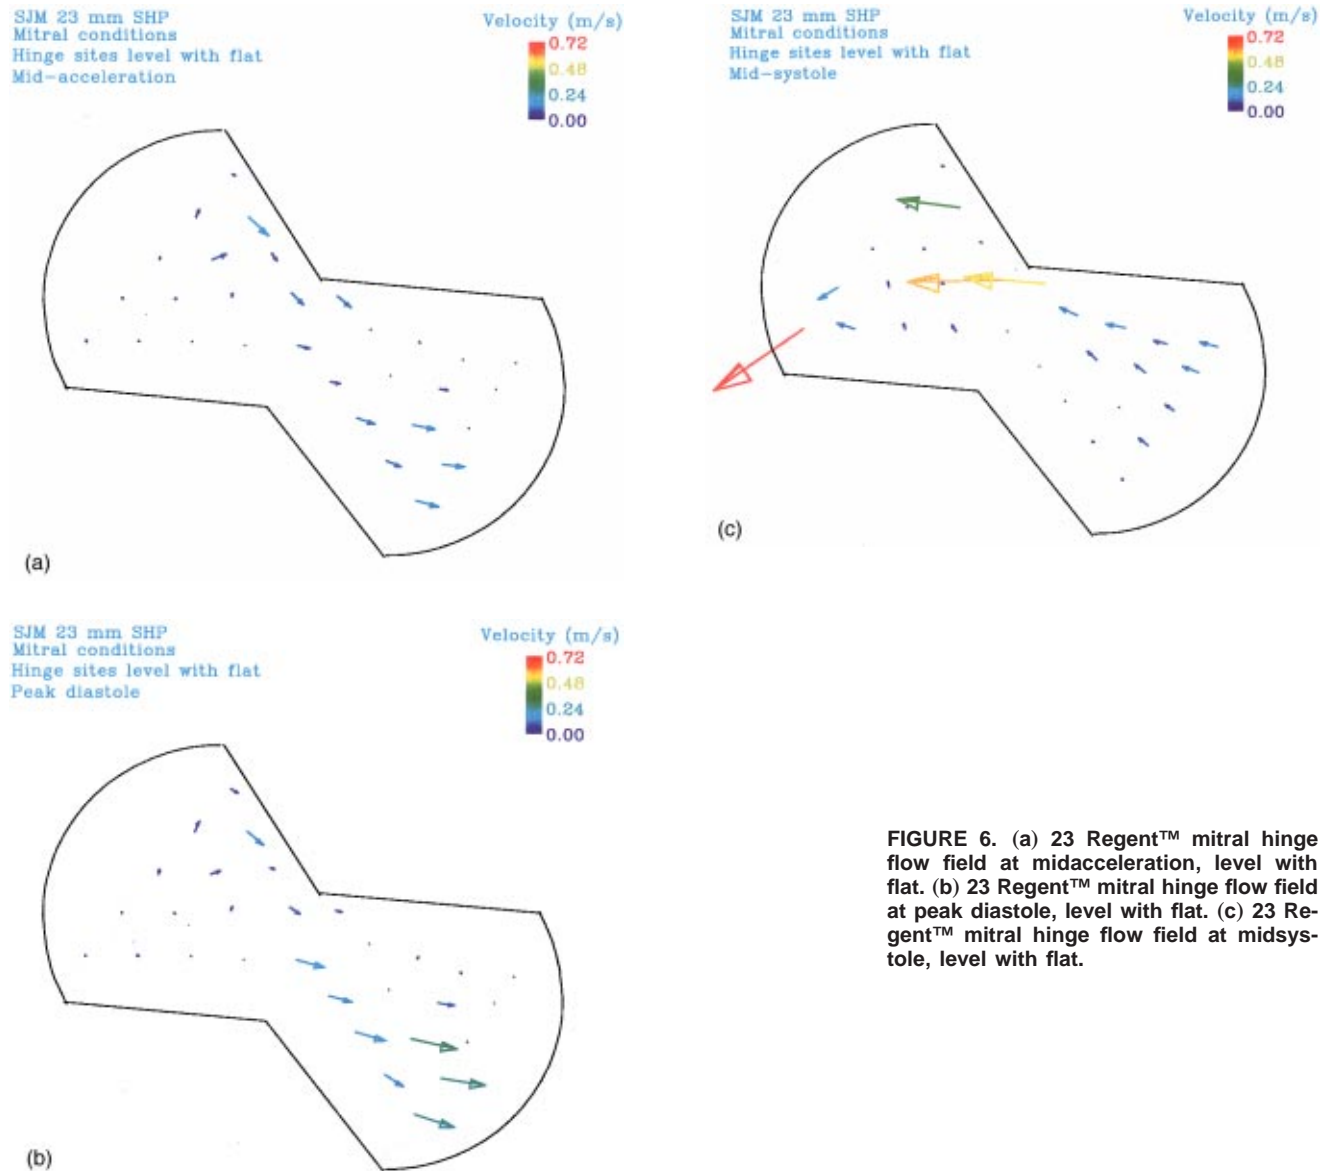 SJM 23 mm SHP
Mitral conditions
Hinge sites level with flat
Mid-acceleration
Velocity (m/s)
0.72
0.48
0.24
0.00
(a)
SJM 23 mm SHP
Mitral conditions
Hinge sites level with flat
Mid-systole
Velocity (m/s)
0.72
0.48
0.24
0.00
(c)
SJM 23 mm SHP
Mitral conditions
Hinge sites level with flat
Peak diastole
Velocity (m/s)
0.72
0.48
0.24
0.00
(b)
FIGURE 6. (a) 23 Regent™ mitral hinge
flow field at midacceleration, level with
flat. (b) 23 Regent™ mitral hinge flow field
at peak diastole, level with flat. (c) 23 Re-
gent™ mitral hinge flow field at midsys-
tole, level with flat.